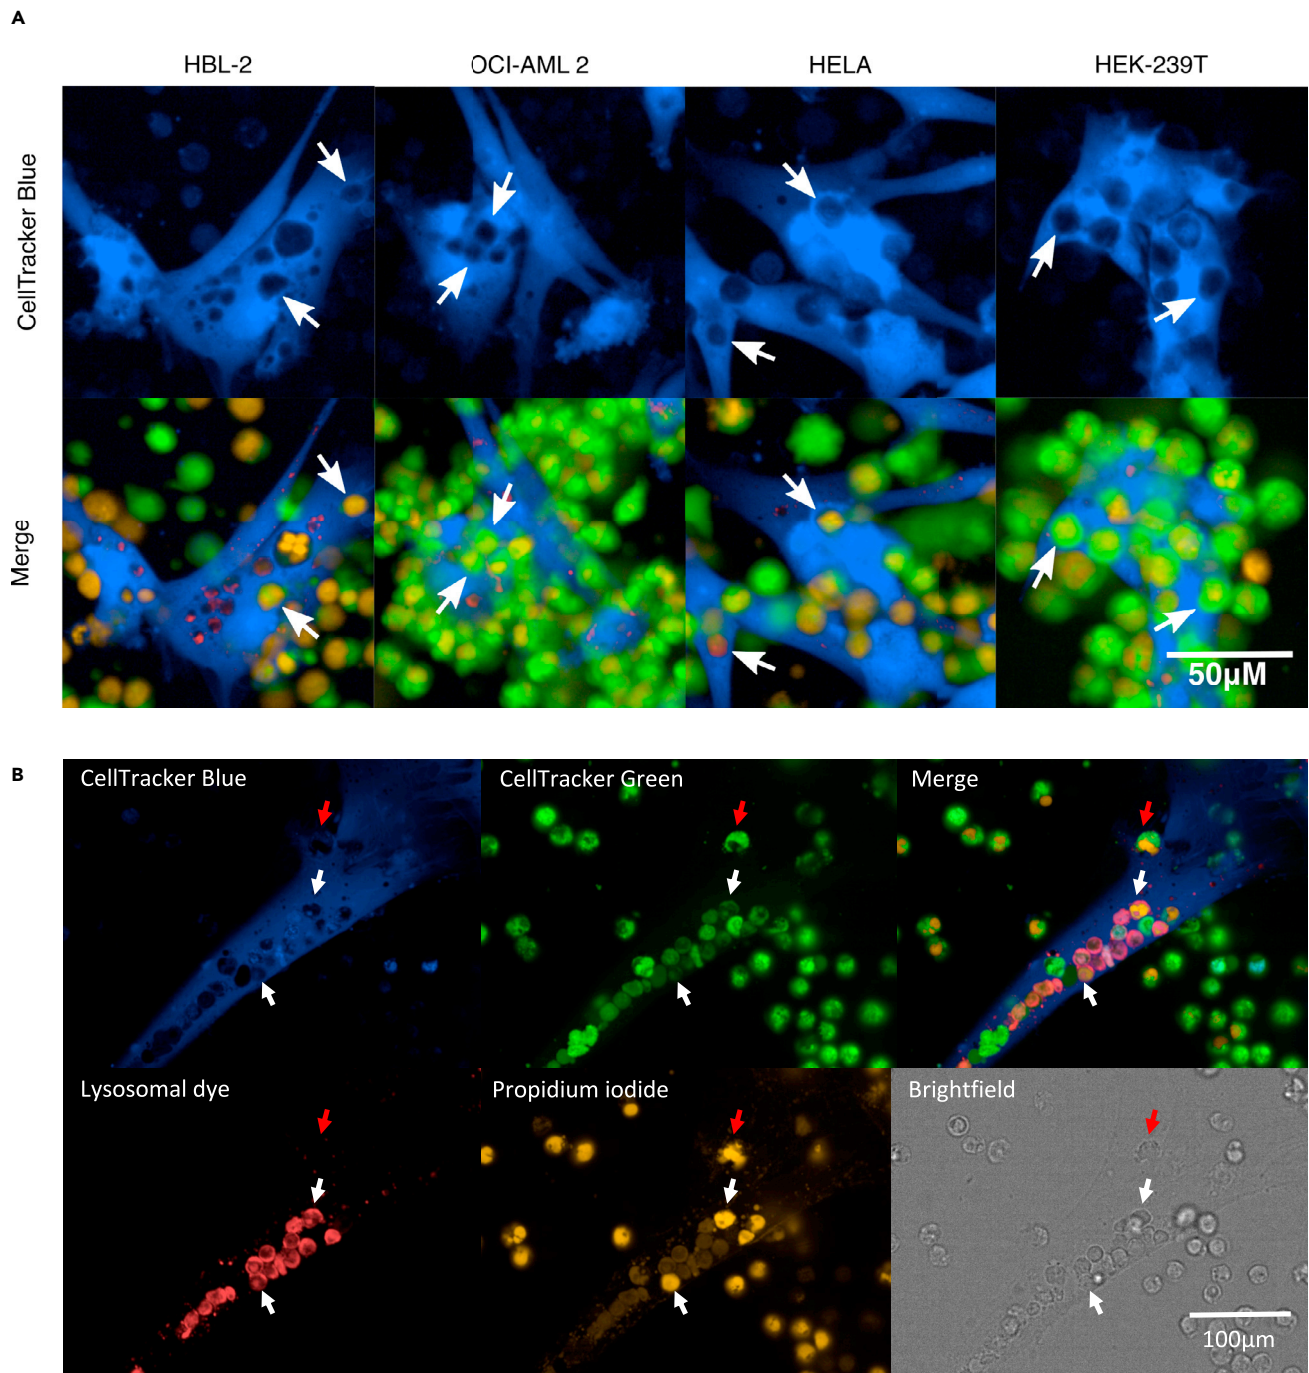 A
HBL-2
OCI-AML 2
HELA
HEK-239T
CellTracker Blue
Merge
50µM
B
CellTracker Blue
CellTracker Green
Merge
Lysosomal dye
Propidium iodide
Brightfield
100µm